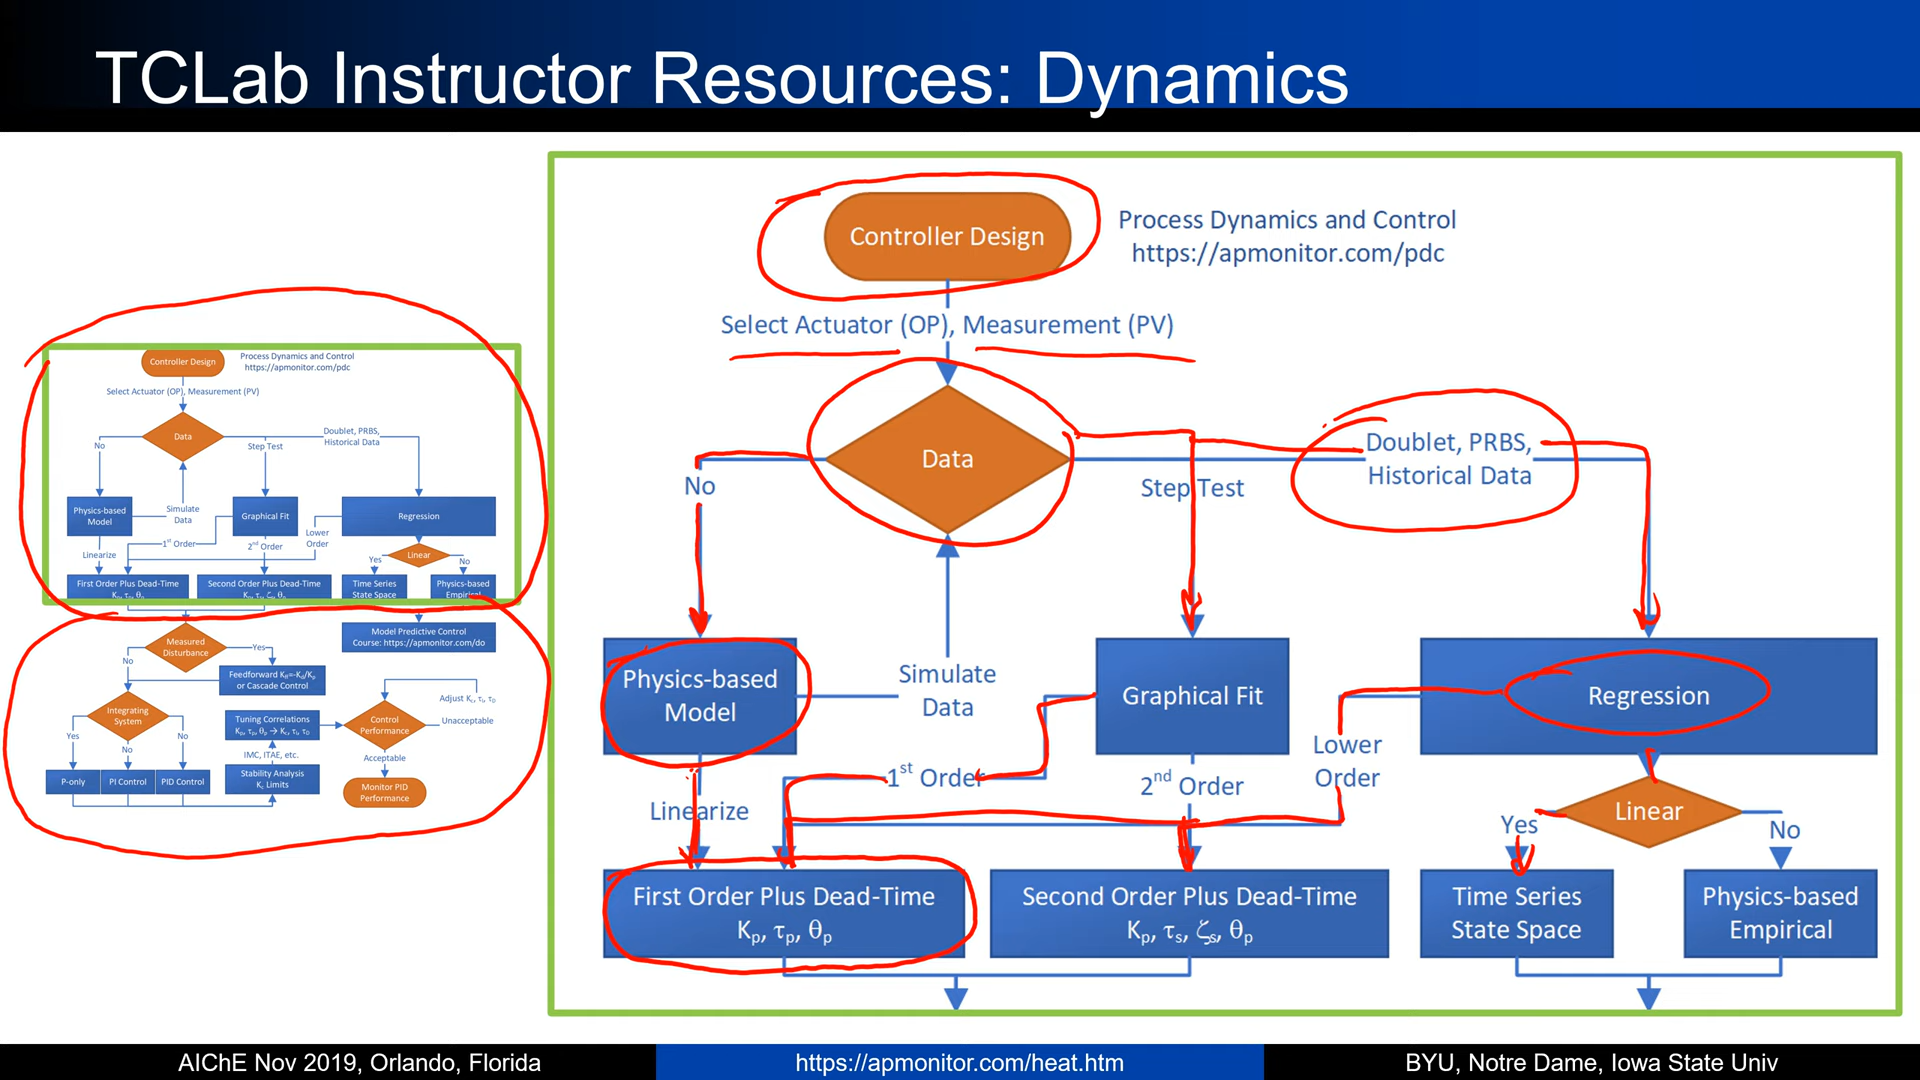 TCLab Instructor Resources: Dynamics
Controller Design
Process Dynamics and Control
https://apmonitor.com/pdc
Select Actuator (OP), Measurement (PV)
Data
No
Step Test
Doublet, PRBS,
Historical Data
Physics-based
Model
Simulate
Data
Graphical Fit
Regression
Linearize
1st Order
2nd Order
Lower
Order
Linear
Yes
No
First Order Plus Dead-Time
Kp, τp, θp
Second Order Plus Dead-Time
Kp, τs, ζs, θp
Time Series
State Space
Physics-based
Empirical
Controller Design
Process Dynamics and Control
https://apmonitor.com/pdc
Select Actuator (OP), Measurement (PV)
Data
No
Step Test
Doublet, PRBS,
Historical Data
Physics-based
Model
Simulate
Data
Graphical Fit
Regression
Linearize
1st Order
2nd Order
Lower
Order
Linear
Yes
No
First Order Plus Dead-Time
Kp, τp, θp
Second Order Plus Dead-Time
Kp, τs, ζs, θp
Time Series
State Space
Physics-based
Empirical
Measured
Disturbance
No
Yes
Model Predictive Control
Course: https://apmonitor.com/do
Feedforward Kff=-Kd/Kp
or Cascade Control
Integrating
System
Yes
No
No
Tuning Correlations
Kp, τp, θp → Kc, τI, τD
Control
Performance
Adjust Kc, τI, τD
Unacceptable
IMC, ITAE, etc.
Acceptable
P-only
PI Control
PID Control
Stability Analysis
Kc Limits
Monitor PID
Performance
AIChE Nov 2019, Orlando, Florida
https://apmonitor.com/heat.htm
BYU, Notre Dame, Iowa State Univ